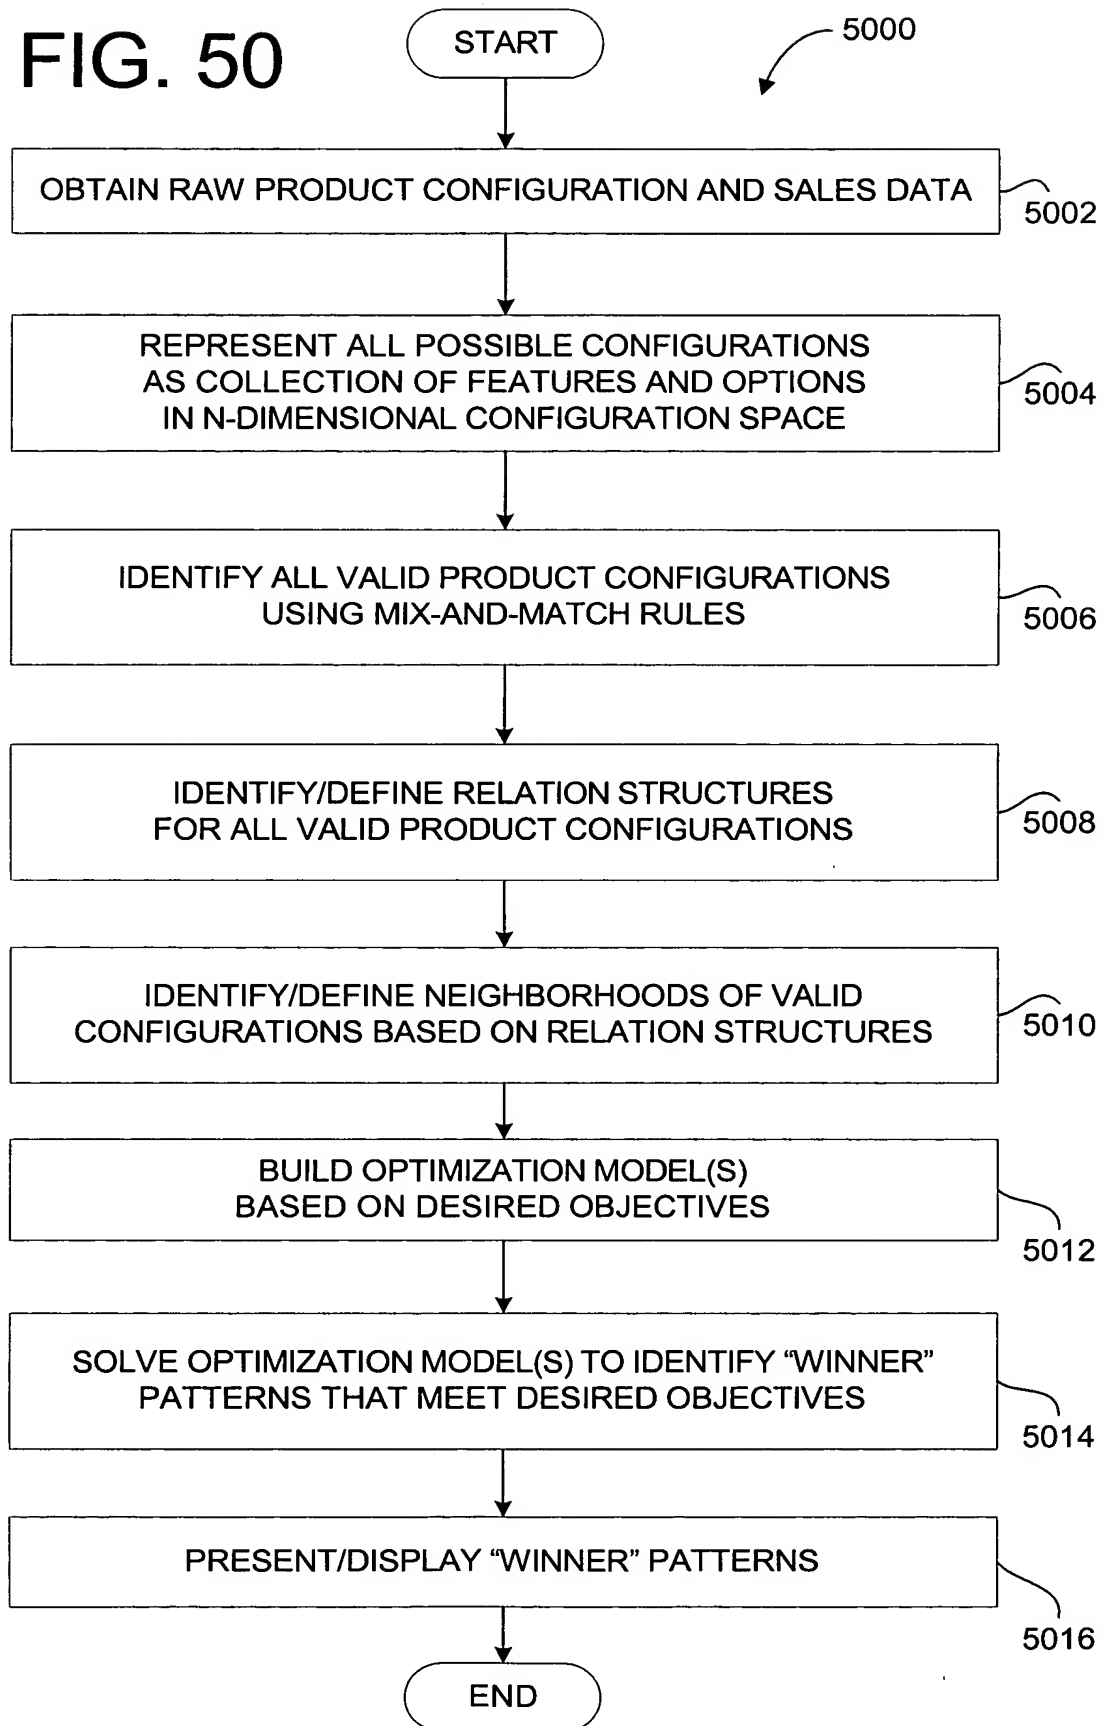 FIG. 50
START
5000
OBTAIN RAW PRODUCT CONFIGURATION AND SALES DATA
5002
REPRESENT ALL POSSIBLE CONFIGURATIONS
AS COLLECTION OF FEATURES AND OPTIONS
IN N-DIMENSIONAL CONFIGURATION SPACE
5004
IDENTIFY ALL VALID PRODUCT CONFIGURATIONS
USING MIX-AND-MATCH RULES
5006
IDENTIFY/DEFINE RELATION STRUCTURES
FOR ALL VALID PRODUCT CONFIGURATIONS
5008
IDENTIFY/DEFINE NEIGHBORHOODS OF VALID
CONFIGURATIONS BASED ON RELATION STRUCTURES
5010
BUILD OPTIMIZATION MODEL(S)
BASED ON DESIRED OBJECTIVES
5012
SOLVE OPTIMIZATION MODEL(S) TO IDENTIFY “WINNER”
PATTERNS THAT MEET DESIRED OBJECTIVES
5014
PRESENT/DISPLAY “WINNER” PATTERNS
5016
END